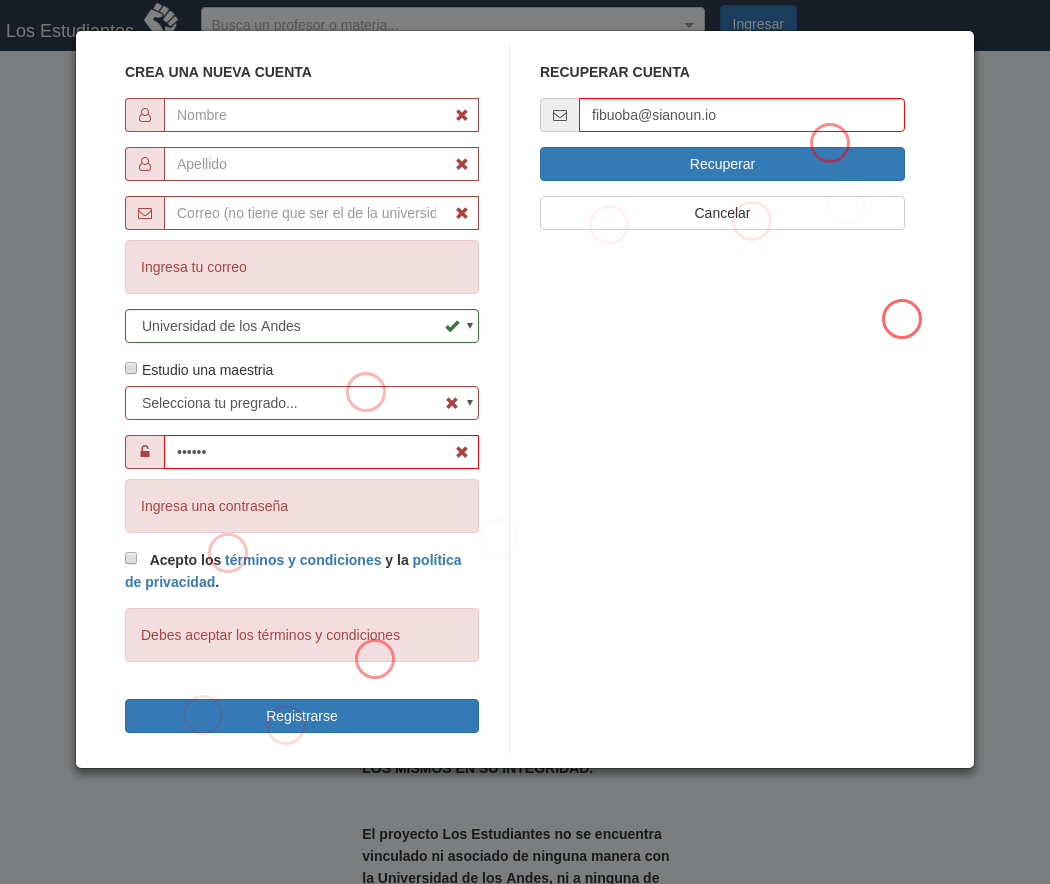 Los Estudiantes
Busca un profesor o materia...
Ingresar
CREA UNA NUEVA CUENTA
Nombre
Apellido
Correo (no tiene que ser el de la universid
Ingresa tu correo
Universidad de los Andes
Estudio una maestria
Selecciona tu pregrado...
••••••
Ingresa una contraseña
Acepto los términos y condiciones y la política
de privacidad.
Debes aceptar los términos y condiciones
Registrarse
RECUPERAR CUENTA
fibuoba@sianoun.io
Recuperar
Cancelar
LOS MISMOS EN SU INTEGRIDAD.
El proyecto Los Estudiantes no se encuentra
vinculado ni asociado de ninguna manera con
la Universidad de los Andes, ni a ninguna de